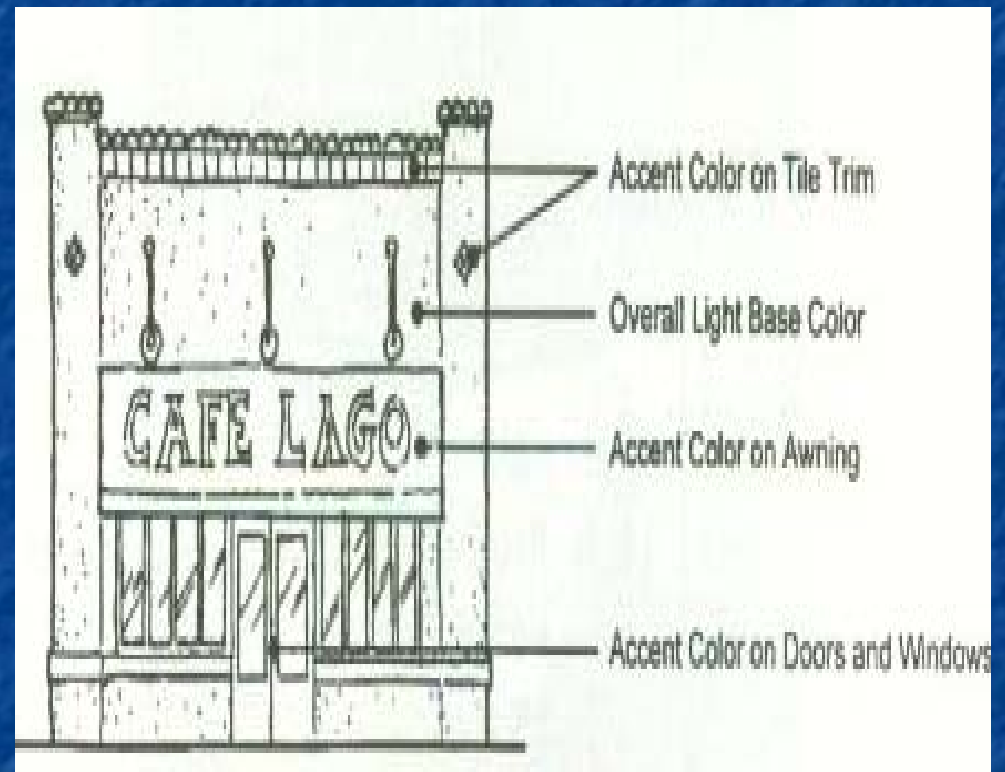 Accent Color on Tile Trim
Overall Light Base Color
CAFE LAGO
Accent Color on Awning
Accent Color on Doors and Windows